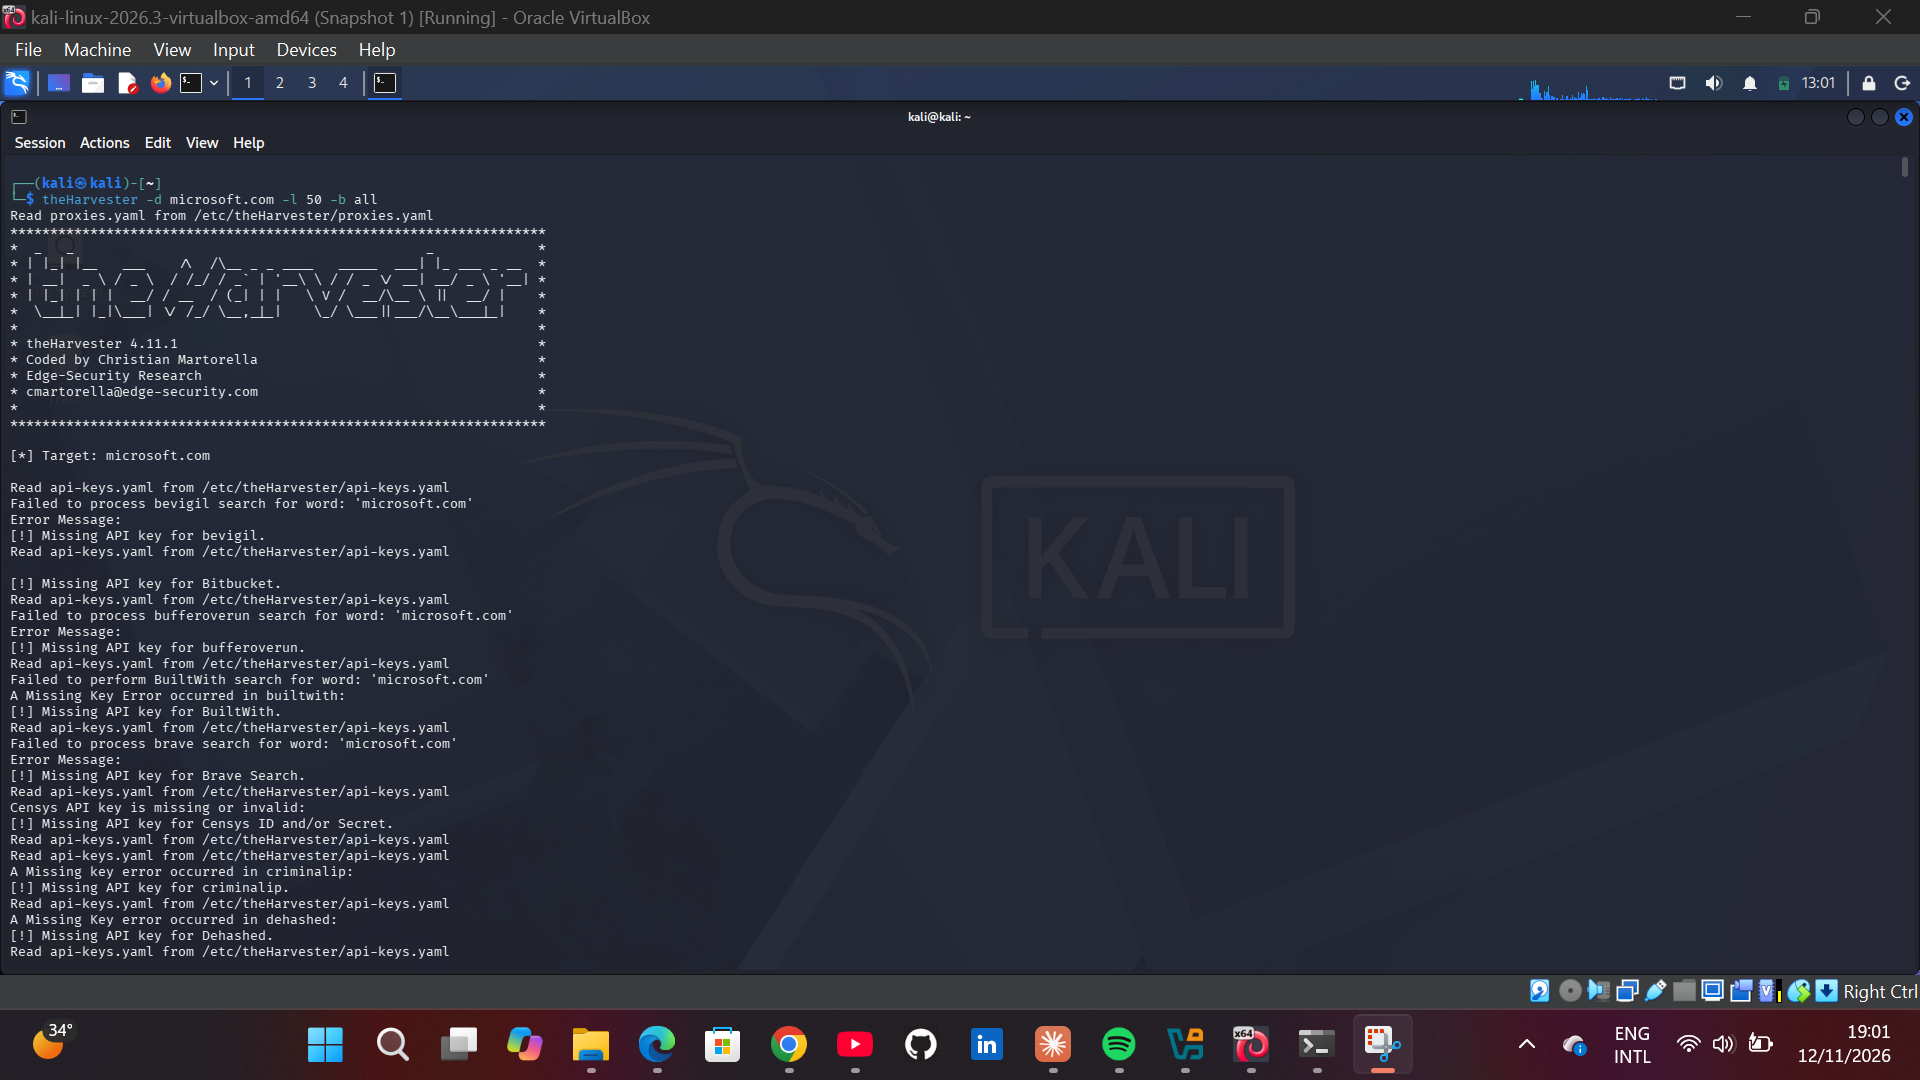 kali-linux-2026.3-virtualbox-amd64 (Snapshot 1) [Running] - Oracle VirtualBox
File Machine View Input Devices Help
1 2 3 4
13:01
kali@kali: ~
Session Actions Edit View Help
┌──(kali㉿kali)-[~]
└─$ theHarvester -d microsoft.com -l 50 -b all
Read proxies.yaml from /etc/theHarvester/proxies.yaml
*******************************************************************
theHarvester
* theHarvester 4.11.1 *
* Coded by Christian Martorella *
* Edge-Security Research *
* cmartorella@edge-security.com *
* *
*******************************************************************
[*] Target: microsoft.com
Read api-keys.yaml from /etc/theHarvester/api-keys.yaml
Failed to process bevigil search for word: 'microsoft.com'
Error Message:
[!] Missing API key for bevigil.
Read api-keys.yaml from /etc/theHarvester/api-keys.yaml
[!] Missing API key for Bitbucket.
Read api-keys.yaml from /etc/theHarvester/api-keys.yaml
Failed to process bufferoverun search for word: 'microsoft.com'
Error Message:
[!] Missing API key for bufferoverun.
Read api-keys.yaml from /etc/theHarvester/api-keys.yaml
Failed to perform BuiltWith search for word: 'microsoft.com'
A Missing Key Error occurred in builtwith:
[!] Missing API key for BuiltWith.
Read api-keys.yaml from /etc/theHarvester/api-keys.yaml
Failed to process brave search for word: 'microsoft.com'
Error Message:
[!] Missing API key for Brave Search.
Read api-keys.yaml from /etc/theHarvester/api-keys.yaml
Censys API key is missing or invalid:
[!] Missing API key for Censys ID and/or Secret.
Read api-keys.yaml from /etc/theHarvester/api-keys.yaml
Read api-keys.yaml from /etc/theHarvester/api-keys.yaml
A Missing key error occurred in criminalip:
[!] Missing API key for criminalip.
Read api-keys.yaml from /etc/theHarvester/api-keys.yaml
A Missing Key error occurred in dehashed:
[!] Missing API key for Dehashed.
Read api-keys.yaml from /etc/theHarvester/api-keys.yaml
KALI
Right Ctrl
34°
x64
in
ENG
INTL
19:01
12/11/2026